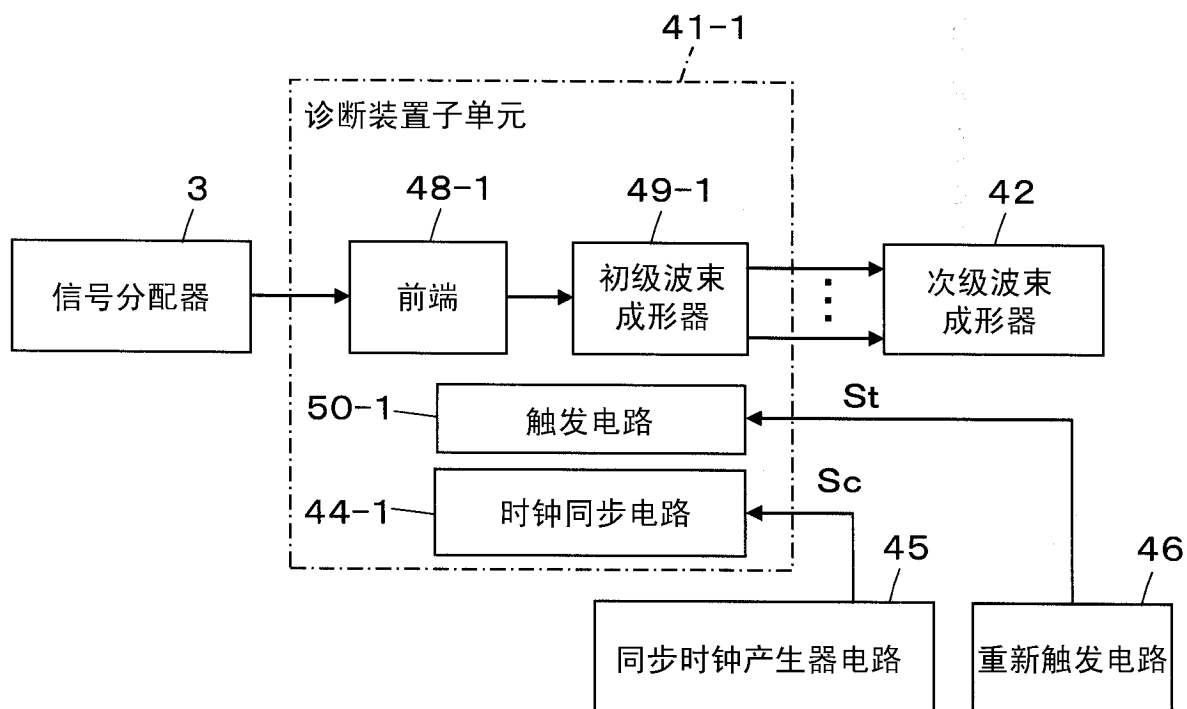 41-1
诊断装置子单元
3
48-1
49-1
42
信号分配器
前端
初级波束
成形器
次级波束
成形器
50-1
触发电路
St
44-1
时钟同步电路
Sc
45
46
同步时钟产生器电路
重新触发电路